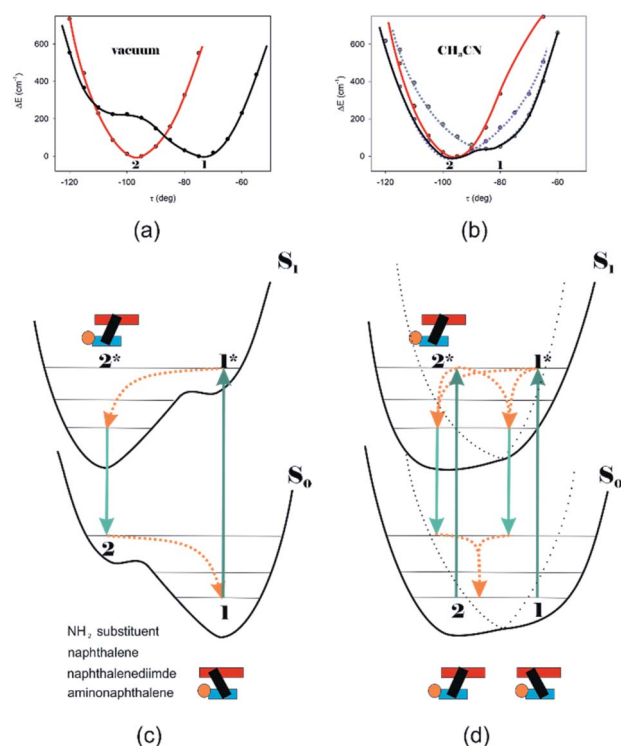 600
400
200
0
ΔE (cm⁻¹)
vacuum
2
1
-120
-100
-80
-60
τ (deg)
(a)
600
400
200
0
ΔE (cm⁻¹)
CH₃CN
2
1
-120
-100
-80
-60
τ (deg)
(b)
S₁
2*
1*
S₀
2
1
NH₂ substituent
naphthalene
naphthalenediimde
aminonaphthalene
(c)
S₁
2*
1*
S₀
2
1
(d)